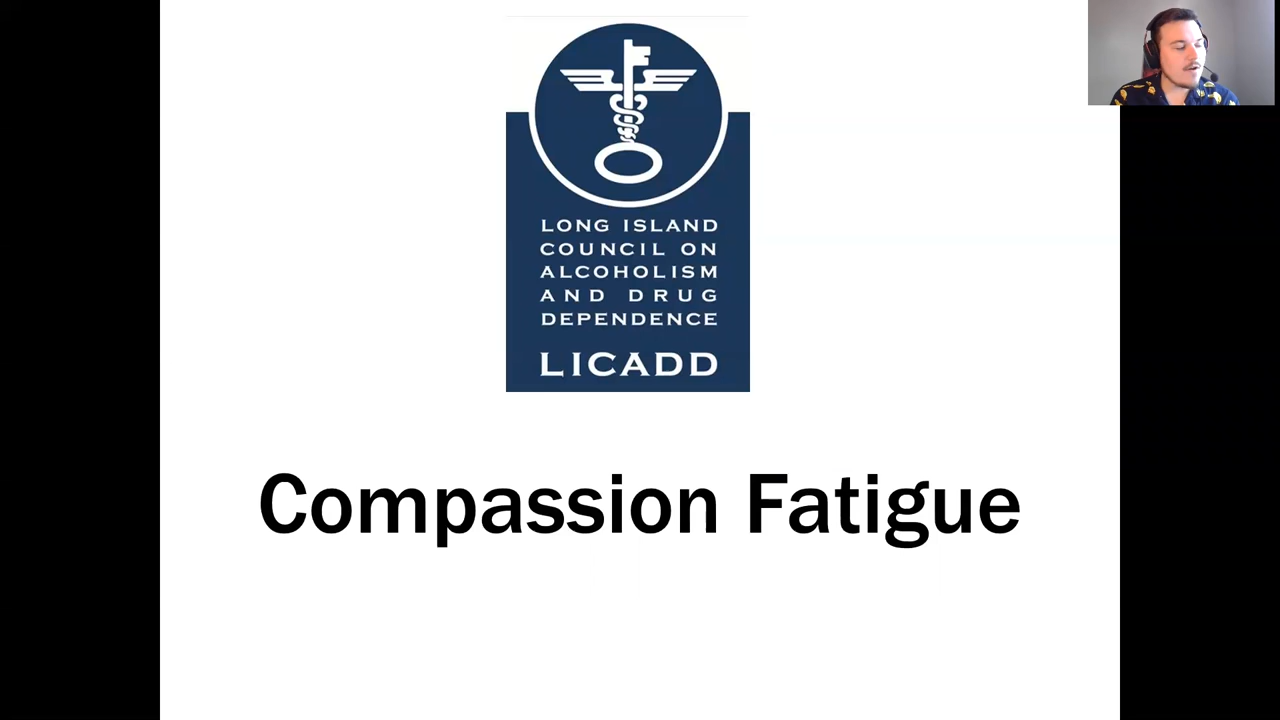 LONG ISLAND
COUNCIL ON
ALCOHOLISM
AND DRUG
DEPENDENCE
LICADD
Compassion Fatigue